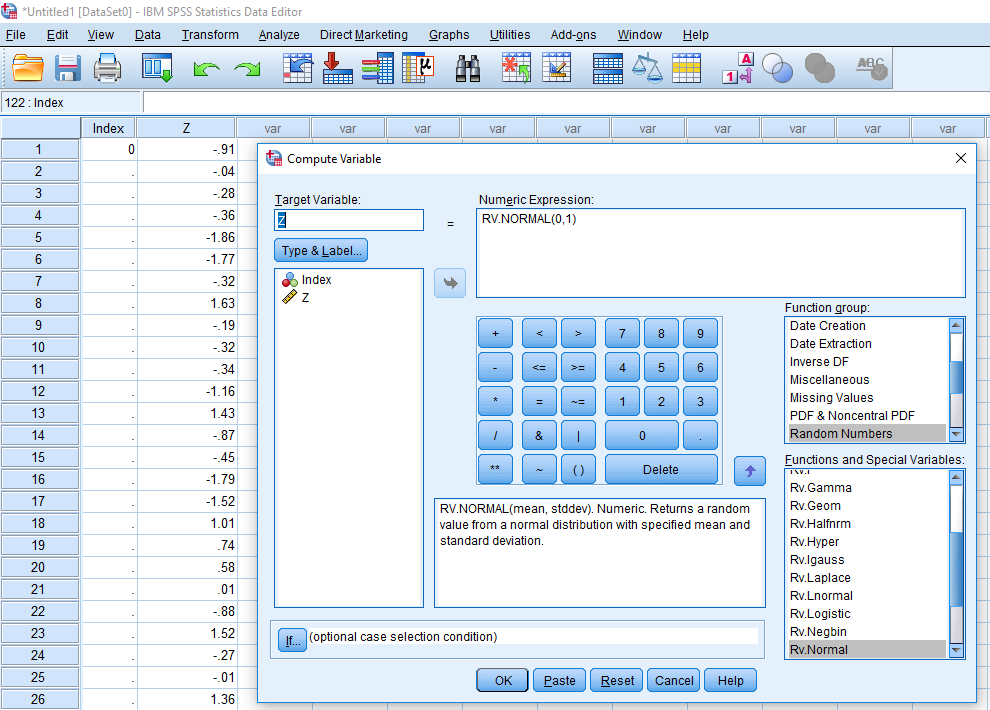 *Untitled1 [DataSet0] - IBM SPSS Statistics Data Editor
File Edit View Data Transform Analyze Direct Marketing Graphs Utilities Add-ons Window Help
122 : Index
Index Z var var var var var var var var var var
1 0 -.91
2 . -.04
3 . -.28
4 . -.36
5 . -1.86
6 . -1.77
7 . -.32
8 . 1.63
9 . -.19
10 . -.32
11 . -.34
12 . -1.16
13 . 1.43
14 . -.87
15 . -.45
16 . -1.79
17 . -1.52
18 . 1.01
19 . .74
20 . .58
21 . .01
22 . -.88
23 . 1.52
24 . -.27
25 . -.01
26 . 1.36
Compute Variable
Target Variable:
Z
=
Type & Label...
Index
Z
Numeric Expression:
RV.NORMAL(0,1)
+ < > 7 8 9
- <= >= 4 5 6
* = ~= 1 2 3
/ & | 0 .
** ~ ( ) Delete
Function group:
Date Creation
Date Extraction
Inverse DF
Miscellaneous
Missing Values
PDF & Noncentral PDF
Random Numbers
Functions and Special Variables:
Rv.F
Rv.Gamma
Rv.Geom
Rv.Halfnrm
Rv.Hyper
Rv.Igauss
Rv.Laplace
Rv.Lnormal
Rv.Logistic
Rv.Negbin
Rv.Normal
RV.NORMAL(mean, stddev). Numeric. Returns a random
value from a normal distribution with specified mean and
standard deviation.
If... (optional case selection condition)
OK Paste Reset Cancel Help
μ
A
1
ABC